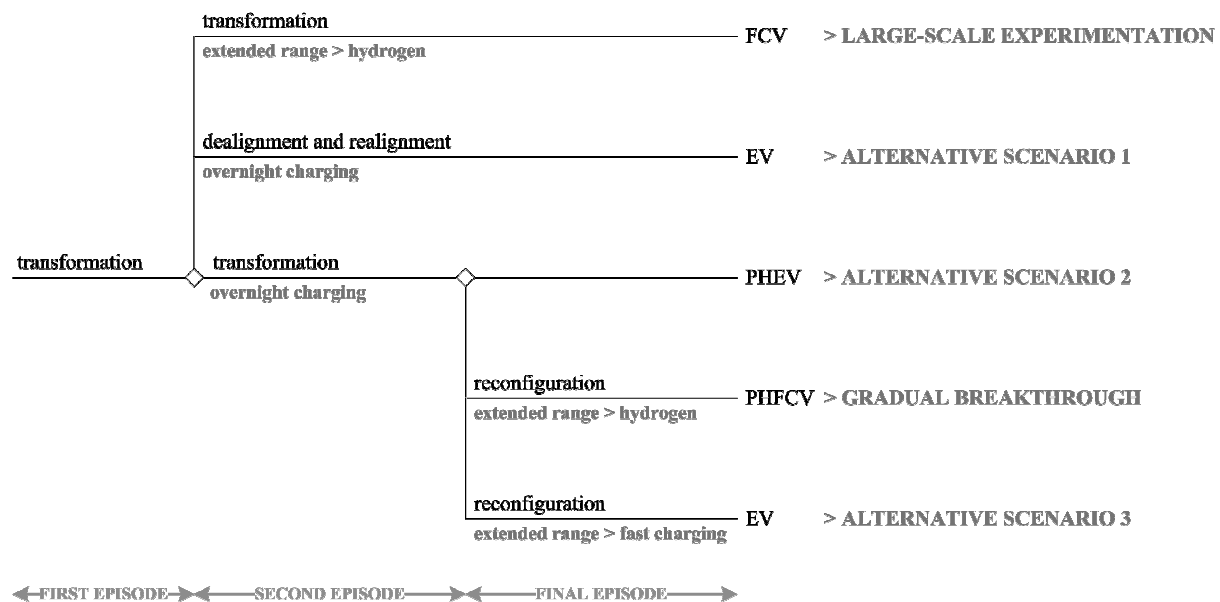 transformation
extended range > hydrogen
FCV > LARGE-SCALE EXPERIMENTATION
dealignment and realignment
overnight charging
EV > ALTERNATIVE SCENARIO 1
transformation
transformation
overnight charging
PHEV > ALTERNATIVE SCENARIO 2
reconfiguration
extended range > hydrogen
PHFCV > GRADUAL BREAKTHROUGH
reconfiguration
extended range > fast charging
EV > ALTERNATIVE SCENARIO 3
FIRST EPISODE SECOND EPISODE FINAL EPISODE